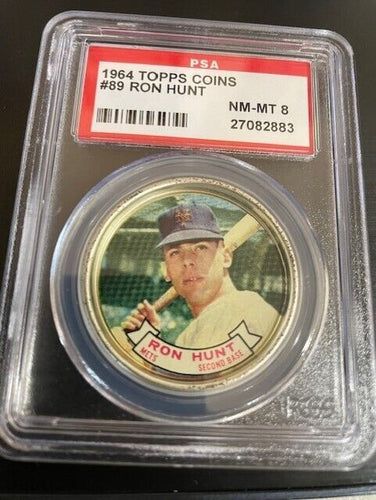 PSA
1964 TOPPS COINS
#89 RON HUNT
NM-MT 8
27082883
RON HUNT
METS
SECOND BASE